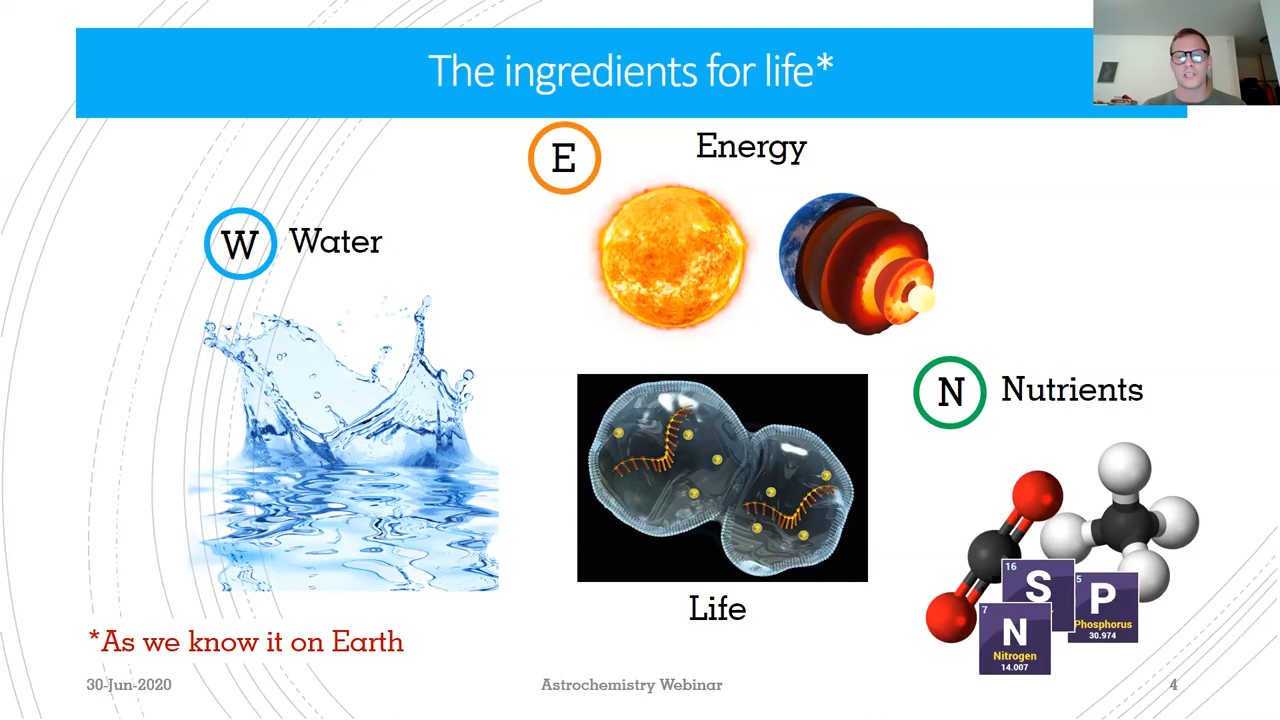 The ingredients for life*
E
Energy
W
Water
N
Nutrients
16
S
5
P
Phosphorus
30.974
7
N
Nitrogen
14.007
Life
*As we know it on Earth
30-Jun-2020
Astrochemistry Webinar
4